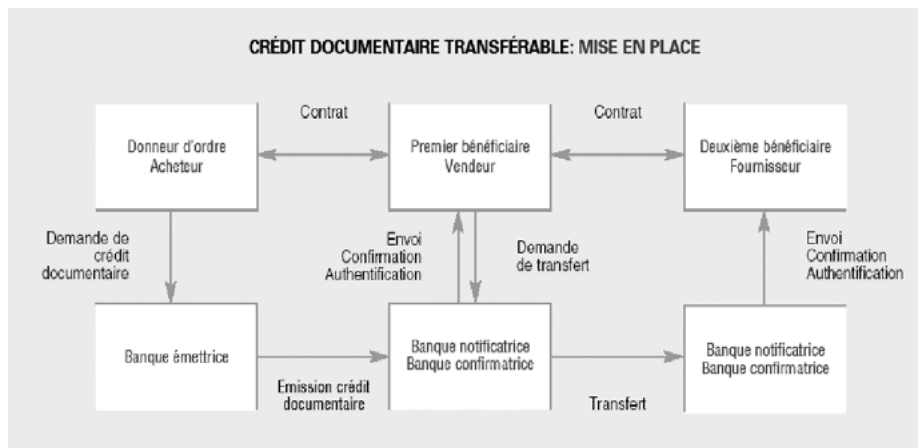 CRÉDIT DOCUMENTAIRE TRANSFÉRABLE: MISE EN PLACE
Contrat
Contrat
Donneur d'ordre
Acheteur
Premier bénéficiaire
Vendeur
Deuxième bénéficiaire
Fournisseur
Demande de
crédit
documentaire
Envoi
Confirmation
Authentification
Demande
de transfert
Envoi
Confirmation
Authentification
Banque émettrice
Banque notificatrice
Banque confirmatrice
Banque notificatrice
Banque confirmatrice
Emission crédit
documentaire
Transfert